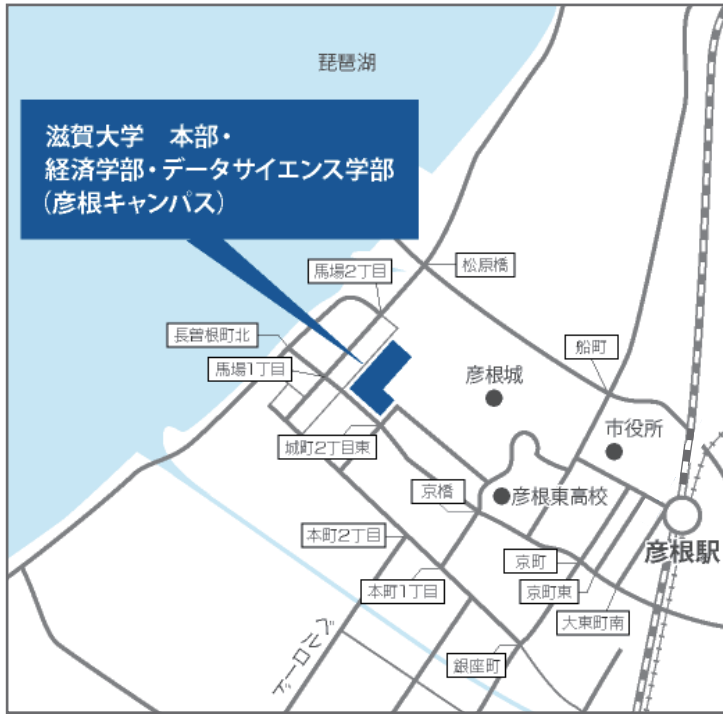 琵琶湖
滋賀大学　本部・
経済学部・データサイエンス学部
(彦根キャンパス)
馬場2丁目
松原橋
長曽根町北
馬場1丁目
船町
彦根城
市役所
城町2丁目東
京橋
彦根東高校
本町2丁目
彦根駅
京町
本町1丁目
京町東
大東町南
ベルロード
銀座町